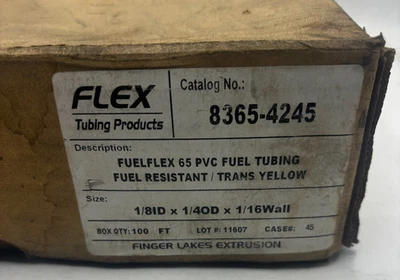 FLEX
Tubing Products
Catalog No.:
8365-4245
Description:
FUELFLEX 65 PVC FUEL TUBING
FUEL RESISTANT / TRANS YELLOW
Size:
1/8ID x 1/4OD x 1/16Wall
BOX QTY: 100 FT LOT #: 11607 CASE#: 45
FINGER LAKES EXTRUSION